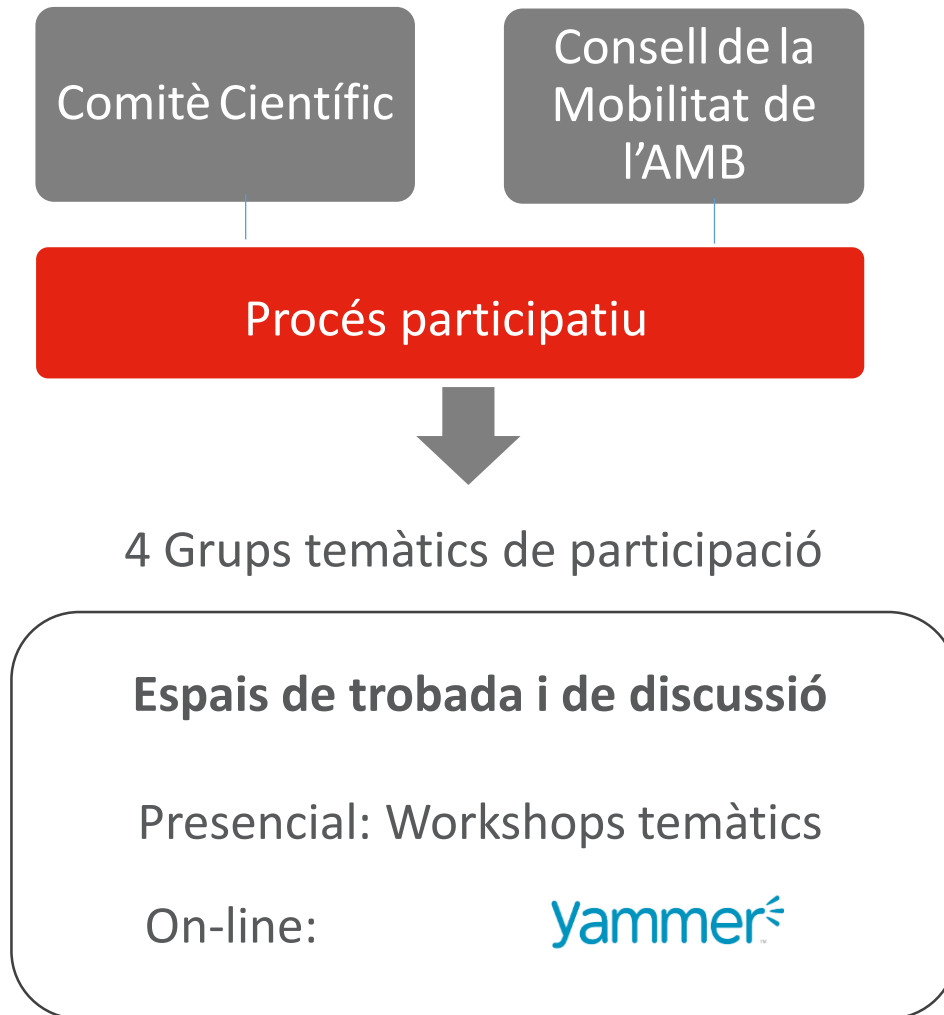 Comitè Científic
Consell de la
Mobilitat de
l’AMB
Procés participatiu
4 Grups temàtics de participació
Espais de trobada i de discussió
Presencial: Workshops temàtics
On-line:
yammer